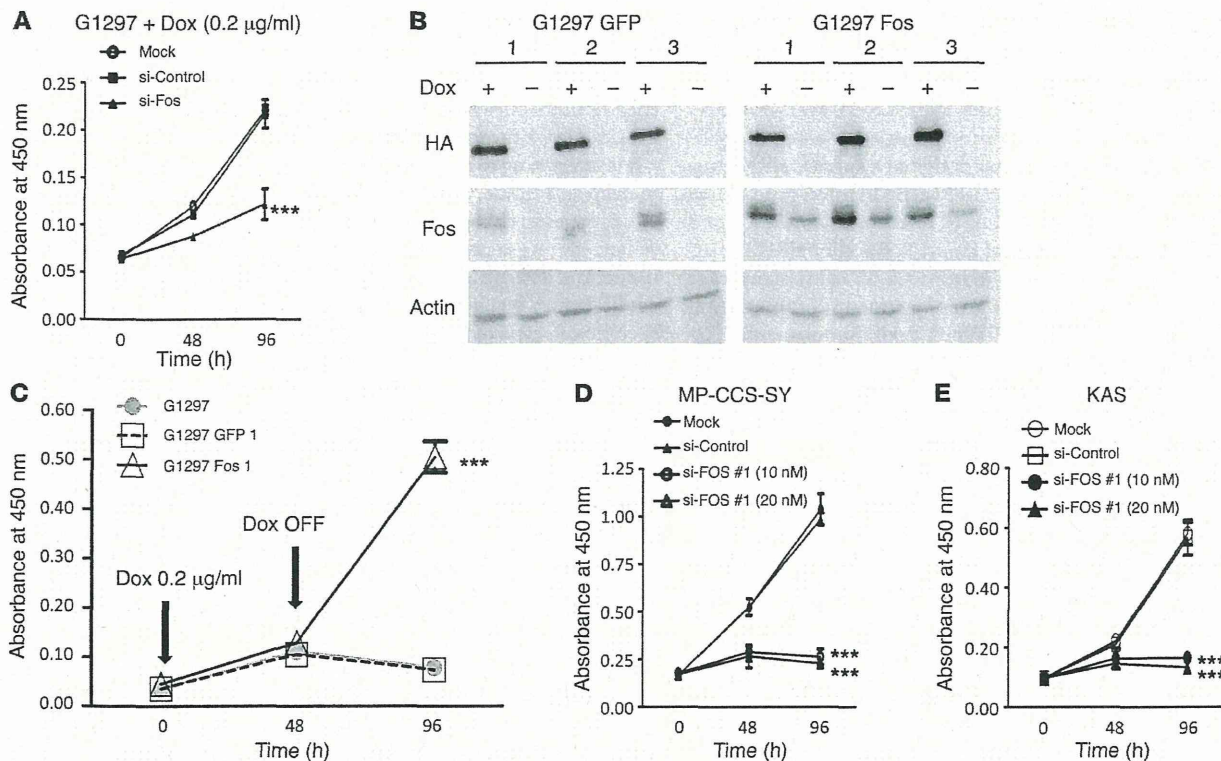 A
G1297 + Dox (0.2 µg/ml)
Mock
si-Control
si-Fos
Absorbance at 450 nm
0.25
0.20
0.15
0.10
0.05
0.00
***
0 48 96
Time (h)
B
G1297 GFP G1297 Fos
1 2 3 1 2 3
Dox + − + − + − + − + − + −
HA
Fos
Actin
C
G1297
G1297 GFP 1
G1297 Fos 1
Absorbance at 450 nm
0.60
0.50
0.40
0.30
0.20
0.10
0.00
Dox 0.2 µg/ml
Dox OFF
***
0 48 96
Time (h)
D
MP-CCS-SY
Mock
si-Control
si-FOS #1 (10 nM)
si-FOS #1 (20 nM)
Absorbance at 450 nm
1.25
1.00
0.75
0.50
0.25
0.00
***
***
0 48 96
Time (h)
E
KAS
Mock
si-Control
si-FOS #1 (10 nM)
si-FOS #1 (20 nM)
Absorbance at 450 nm
0.80
0.60
0.40
0.20
0.00
***
***
0 48 96
Time (h)